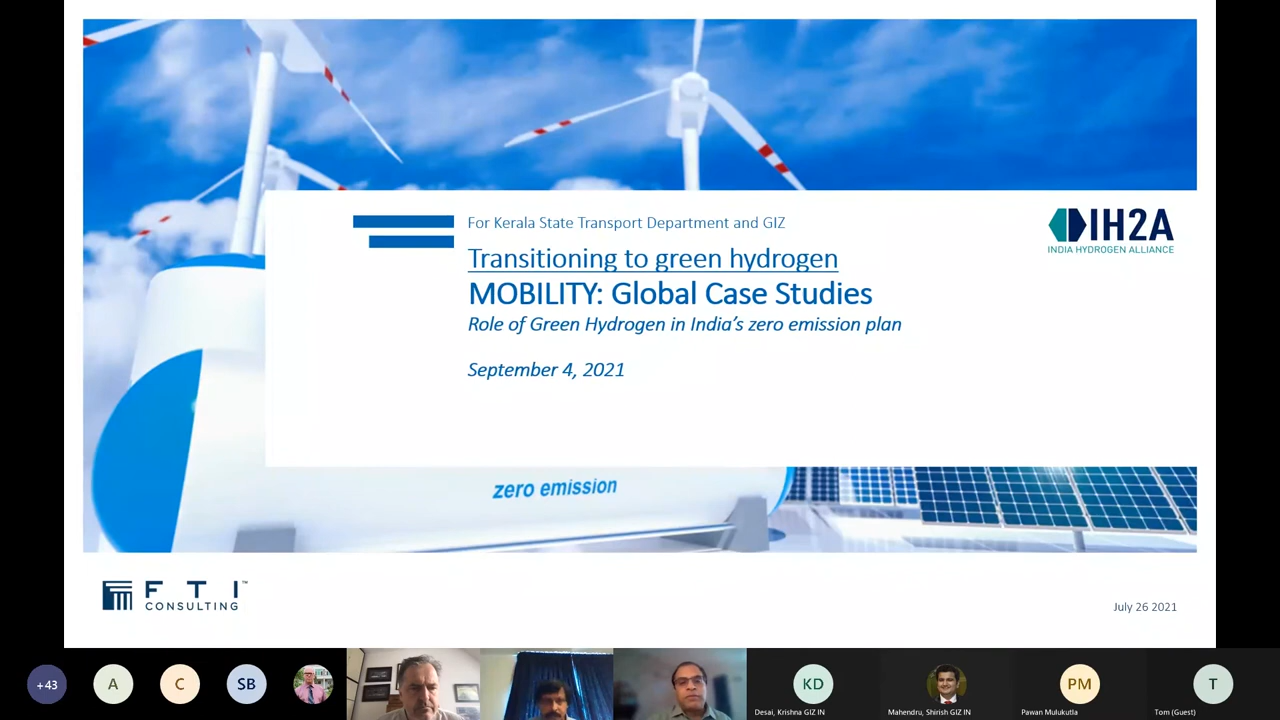 For Kerala State Transport Department and GIZ
IH2A
INDIA HYDROGEN ALLIANCE
Transitioning to green hydrogen
MOBILITY: Global Case Studies
Role of Green Hydrogen in India's zero emission plan
September 4, 2021
zero emission
F T I™
CONSULTING
July 26 2021
+43
A
C
SB
KD
PM
T
Desai, Krishna GIZ IN
Mahendru, Shirish GIZ IN
Pawan Mulukutla
Tom (Guest)